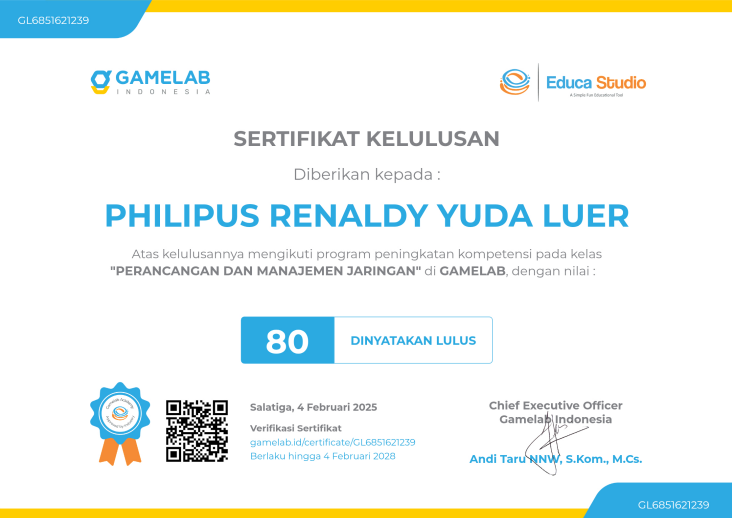 GL6851621239
GAMELAB
INDONESIA
Educa Studio
A Simple Fun Educational Tool
SERTIFIKAT KELULUSAN
Diberikan kepada :
PHILIPUS RENALDY YUDA LUER
Atas kelulusannya mengikuti program peningkatan kompetensi pada kelas
"PERANCANGAN DAN MANAJEMEN JARINGAN" di GAMELAB, dengan nilai :
80
DINYATAKAN LULUS
Salatiga, 4 Februari 2025
Verifikasi Sertifikat
gamelab.id/certificate/GL6851621239
Berlaku hingga 4 Februari 2028
Chief Executive Officer
Gamelab Indonesia
Andi Taru NNW, S.Kom., M.Cs.
GL6851621239